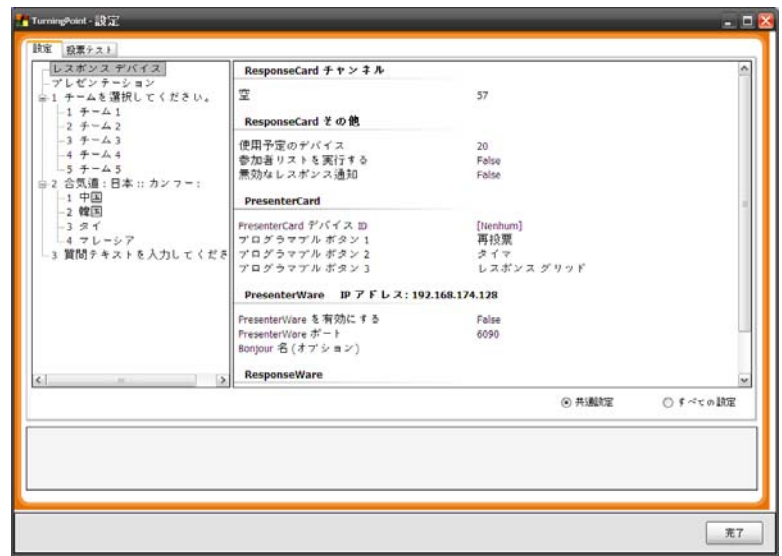 TurningPoint - 設定
設定 投票テスト
レスポンス デバイス
プレゼンテーション
1 チームを選択してください。
1 チーム 1
2 チーム 2
3 チーム 3
4 チーム 4
5 チーム 5
2 合気道 : 日本 :: カンフー :
1 中国
2 韓国
3 タイ
4 マレーシア
3 質問テキストを入力してくださ
ResponseCard チャンネル
空 57
ResponseCard その他
使用予定のデバイス 20
参加者リストを実行する False
無効なレスポンス通知 False
PresenterCard
PresenterCard デバイス ID [Nenhum]
プログラマブル ボタン 1 再投票
プログラマブル ボタン 2 タイマ
プログラマブル ボタン 3 レスポンス グリッド
PresenterWare IP アドレス: 192.168.174.128
PresenterWare を有効にする False
PresenterWare ポート 6090
Bonjour 名 (オプション)
ResponseWare
共通設定 すべての設定
完了